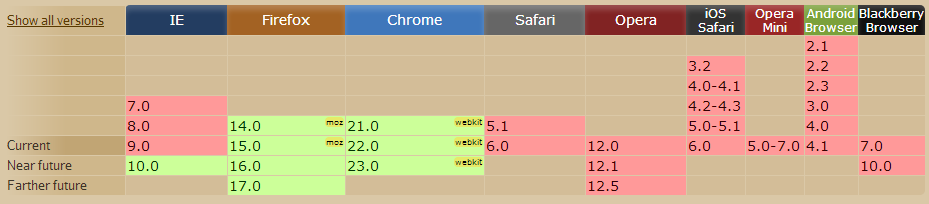 Show all versions IE Firefox Chrome Safari Opera iOS Safari Opera Mini Android Browser Blackberry Browser
2.1
3.2 2.2
4.0-4.1 2.3
7.0 4.2-4.3 3.0
8.0 14.0 moz 21.0 webkit 5.1 5.0-5.1 4.0
Current 9.0 15.0 moz 22.0 webkit 6.0 12.0 6.0 5.0-7.0 4.1 7.0
Near future 10.0 16.0 23.0 webkit 12.1 10.0
Farther future 17.0 12.5